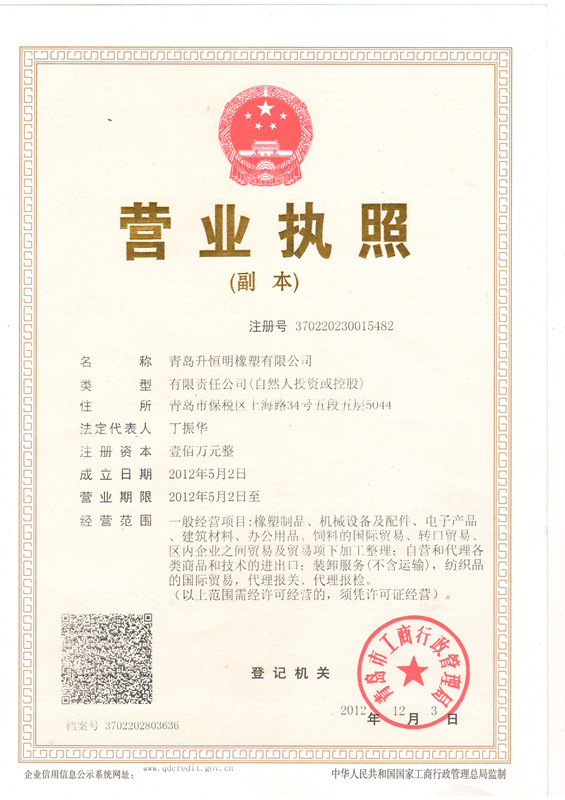 营业执照
(副 本)
注册号 370220230015482
名 称 青岛升恒明橡塑有限公司
类 型 有限责任公司(自然人投资或控股)
住 所 青岛市保税区上海路34号五段五层5044
法定代表人 丁振华
注册资本 壹佰万元整
成立日期 2012年5月2日
营业期限 2012年5月2日至
经营范围 一般经营项目:橡塑制品、机械设备及配件、电子产品
、建筑材料、办公用品、饲料的国际贸易、转口贸易、
区内企业之间贸易及贸易项下加工整理；自营和代理各
类商品和技术的进出口；装卸服务(不含运输)，纺织品
的国际贸易，代理报关、代理报检。
(以上范围需经许可经营的，须凭许可证经营)。
青岛市工商行政管理局
登记机关
2012年 12月 3日
档案号 3702202803636
企业信用信息公示系统网址： www.qdcredit.gov.cn
中华人民共和国国家工商行政管理总局监制